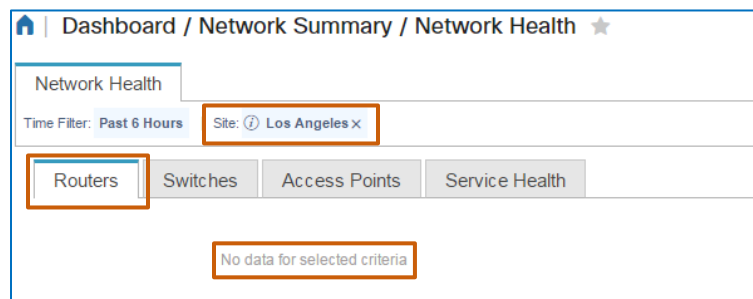 | Dashboard / Network Summary / Network Health
Network Health
Time Filter: Past 6 Hours Site: i Los Angeles ×
Routers Switches Access Points Service Health
No data for selected criteria